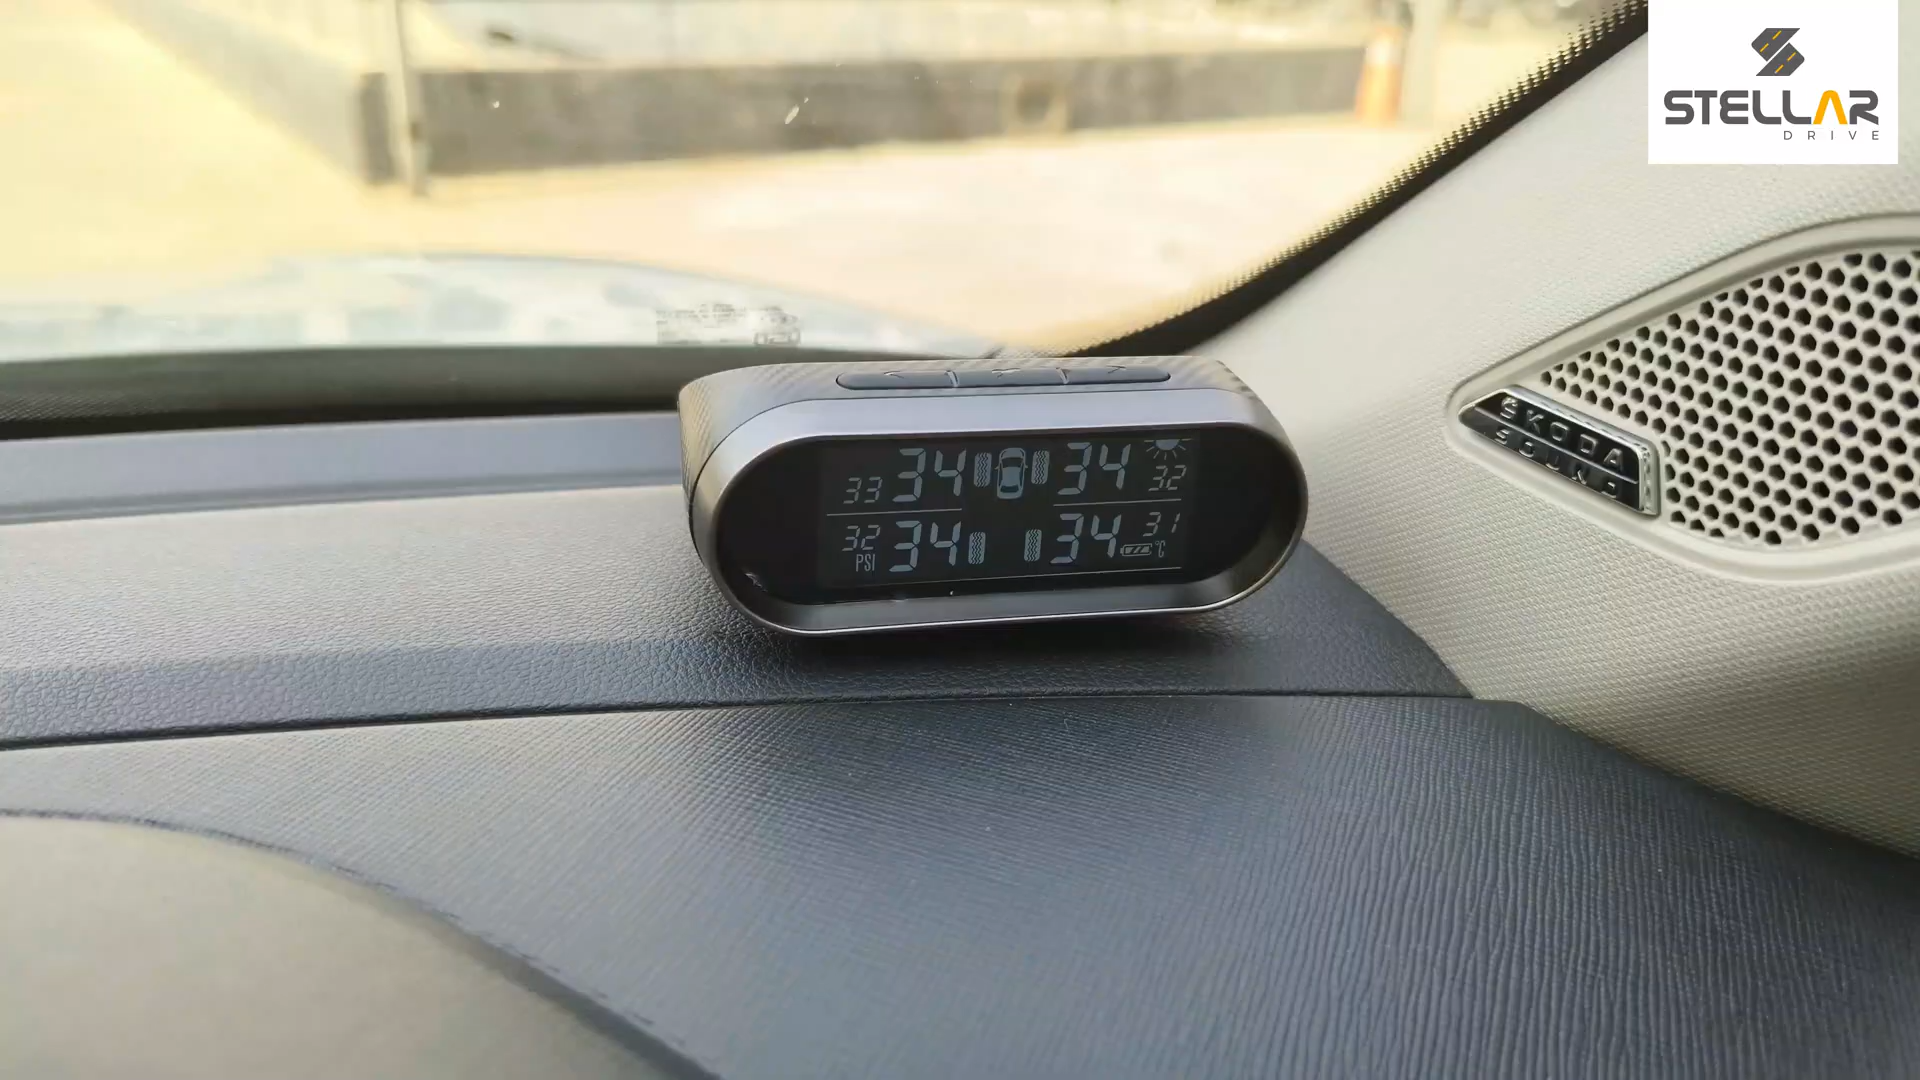 STELLAR
DRIVE
33 34 34 32
32 34 34 31
PSI °C
SKODA
SOUND